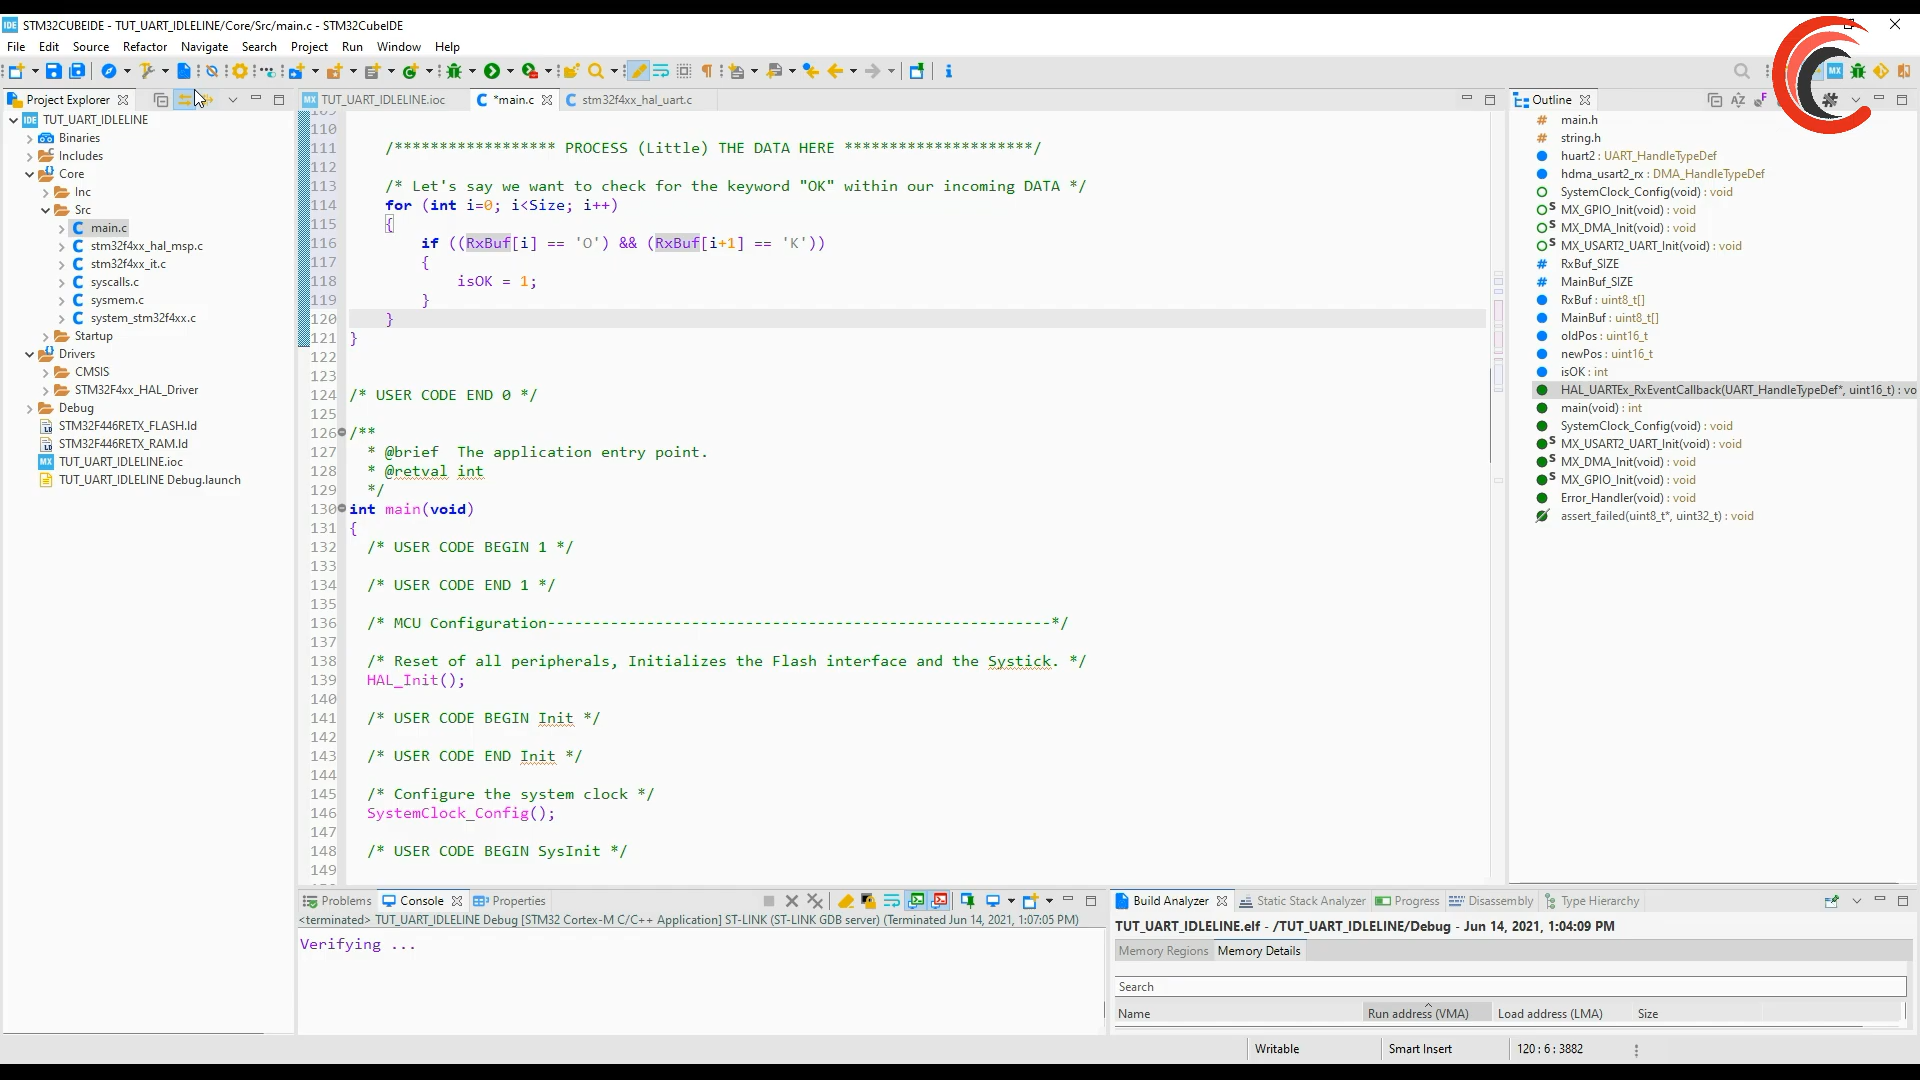 STM32CUBEIDE - TUT_UART_IDLELINE/Core/Src/main.c - STM32CubeIDE
File Edit Source Refactor Navigate Search Project Run Window Help
Project Explorer
TUT_UART_IDLELINE
Binaries
Includes
Core
Inc
Src
main.c
stm32f4xx_hal_msp.c
stm32f4xx_it.c
syscalls.c
sysmem.c
system_stm32f4xx.c
Startup
Drivers
CMSIS
STM32F4xx_HAL_Driver
Debug
STM32F446RETX_FLASH.ld
STM32F446RETX_RAM.ld
TUT_UART_IDLELINE.ioc
TUT_UART_IDLELINE Debug.launch
TUT_UART_IDLELINE.ioc *main.c stm32f4xx_hal_uart.c
110
111 /****************** PROCESS (Little) THE DATA HERE *********************/
112
113 /* Let's say we want to check for the keyword "OK" within our incoming DATA */
114 for (int i=0; i<Size; i++)
115 {
116 if ((RxBuf[i] == 'O') && (RxBuf[i+1] == 'K'))
117 {
118 isOK = 1;
119 }
120 }
121 }
122
123
124 /* USER CODE END 0 */
125
126 /**
127 * @brief  The application entry point.
128 * @retval int
129 */
130 int main(void)
131 {
132 /* USER CODE BEGIN 1 */
133
134 /* USER CODE END 1 */
135
136 /* MCU Configuration--------------------------------------------------------*/
137
138 /* Reset of all peripherals, Initializes the Flash interface and the Systick. */
139 HAL_Init();
140
141 /* USER CODE BEGIN Init */
142
143 /* USER CODE END Init */
144
145 /* Configure the system clock */
146 SystemClock_Config();
147
148 /* USER CODE BEGIN SysInit */
149
Outline
main.h
string.h
huart2 : UART_HandleTypeDef
hdma_usart2_rx : DMA_HandleTypeDef
SystemClock_Config(void) : void
MX_GPIO_Init(void) : void
MX_DMA_Init(void) : void
MX_USART2_UART_Init(void) : void
RxBuf_SIZE
MainBuf_SIZE
RxBuf : uint8_t[]
MainBuf : uint8_t[]
oldPos : uint16_t
newPos : uint16_t
isOK : int
HAL_UARTEx_RxEventCallback(UART_HandleTypeDef*, uint16_t) : vo
main(void) : int
SystemClock_Config(void) : void
MX_USART2_UART_Init(void) : void
MX_DMA_Init(void) : void
MX_GPIO_Init(void) : void
Error_Handler(void) : void
assert_failed(uint8_t*, uint32_t) : void
Problems Console Properties
<terminated> TUT_UART_IDLELINE Debug [STM32 Cortex-M C/C++ Application] ST-LINK (ST-LINK GDB server) (Terminated Jun 14, 2021, 1:07:05 PM)
Verifying ...
Build Analyzer Static Stack Analyzer Progress Disassembly Type Hierarchy
TUT_UART_IDLELINE.elf - /TUT_UART_IDLELINE/Debug - Jun 14, 2021, 1:04:09 PM
Memory Regions Memory Details
Search
Name Run address (VMA) Load address (LMA) Size
Writable Smart Insert 120 : 6 : 3882